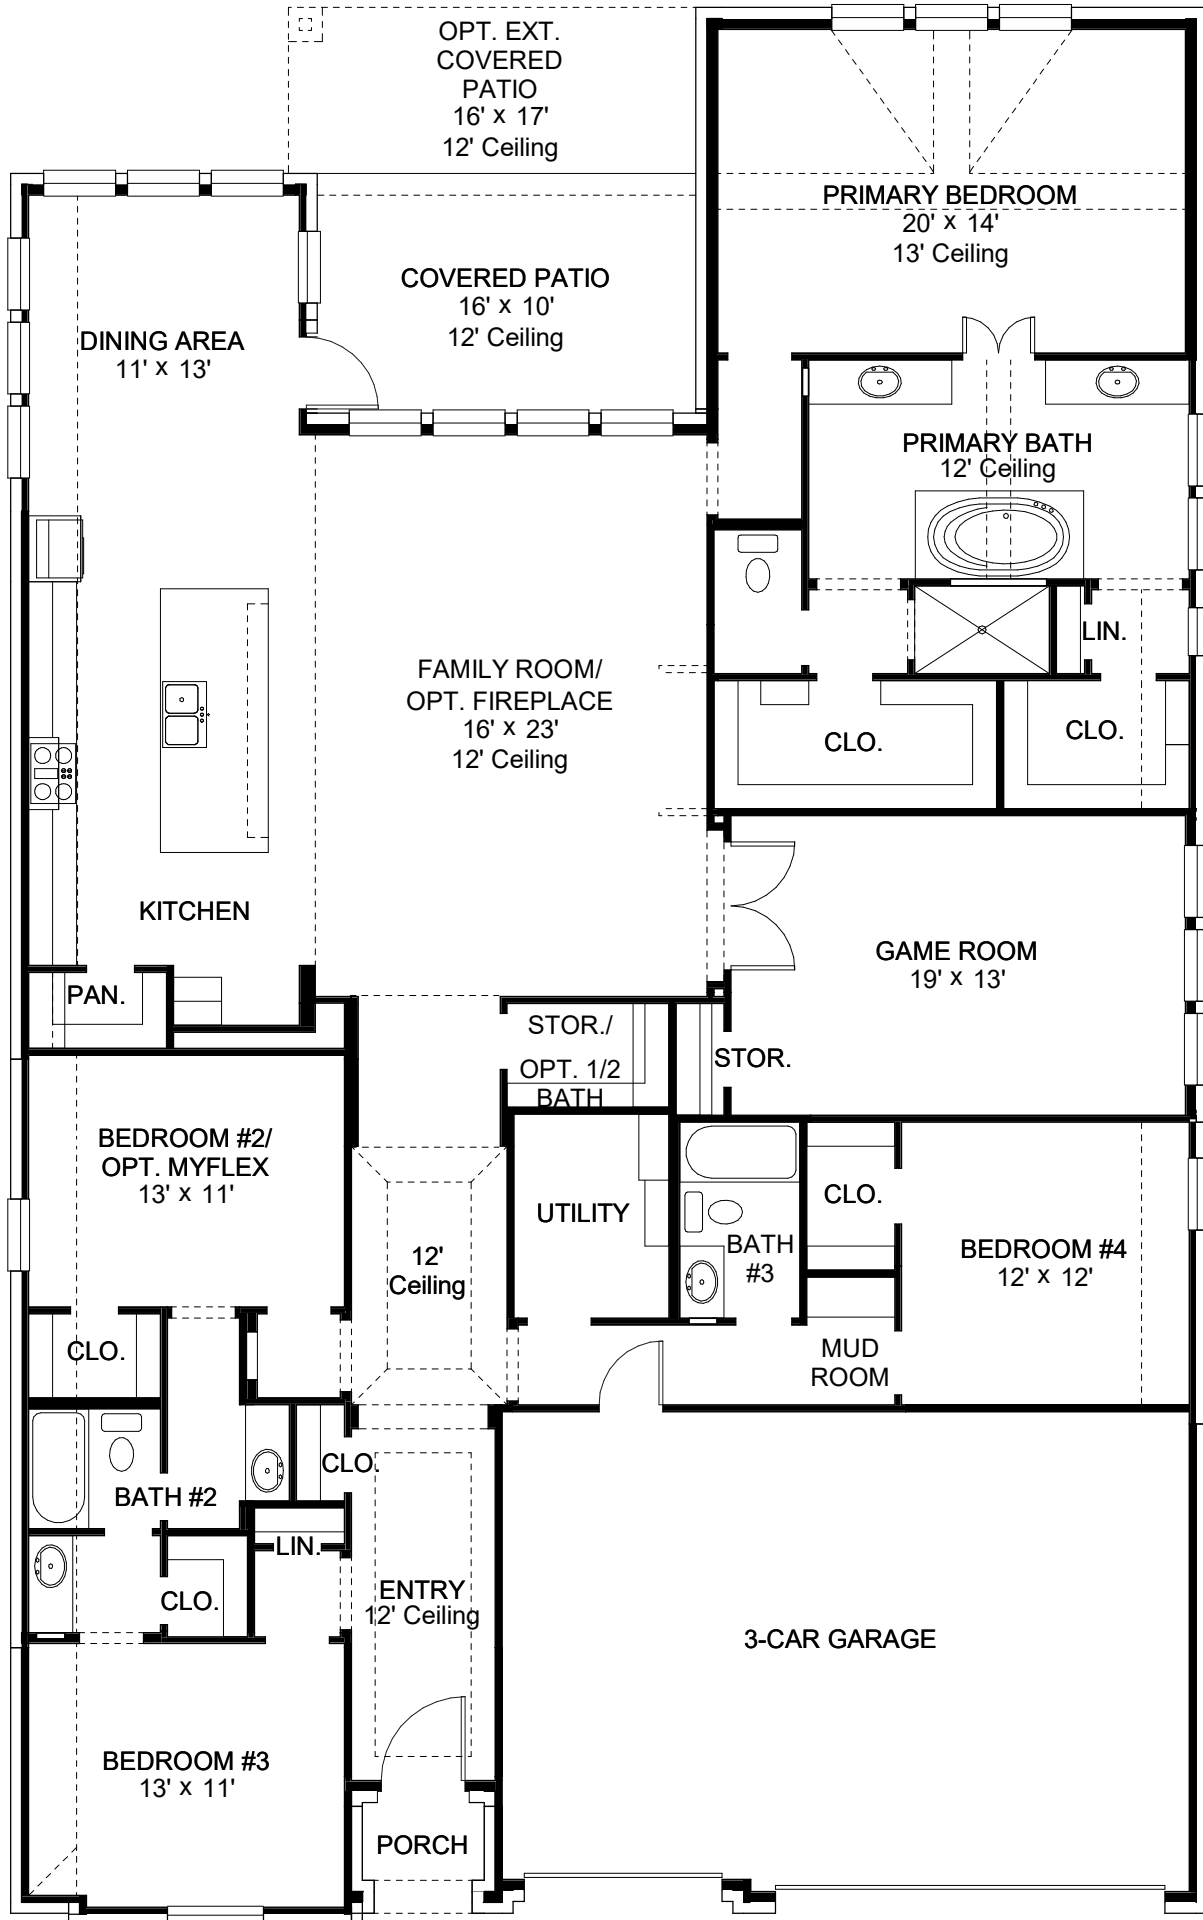 OPT. EXT.
COVERED
PATIO
16' x 17'
12' Ceiling
PRIMARY BEDROOM
20' x 14'
13' Ceiling
COVERED PATIO
16' x 10'
12' Ceiling
DINING AREA
11' x 13'
PRIMARY BATH
12' Ceiling
LIN.
FAMILY ROOM/
OPT. FIREPLACE
16' x 23'
12' Ceiling
CLO.
CLO.
KITCHEN
GAME ROOM
19' x 13'
PAN.
STOR./
OPT. 1/2
BATH
STOR.
BEDROOM #2/
OPT. MYFLEX
13' x 11'
UTILITY
CLO.
12'
Ceiling
BATH
#3
BEDROOM #4
12' x 12'
CLO.
MUD
ROOM
CLO.
BATH #2
LIN.
CLO.
ENTRY
12' Ceiling
3-CAR GARAGE
BEDROOM #3
13' x 11'
PORCH